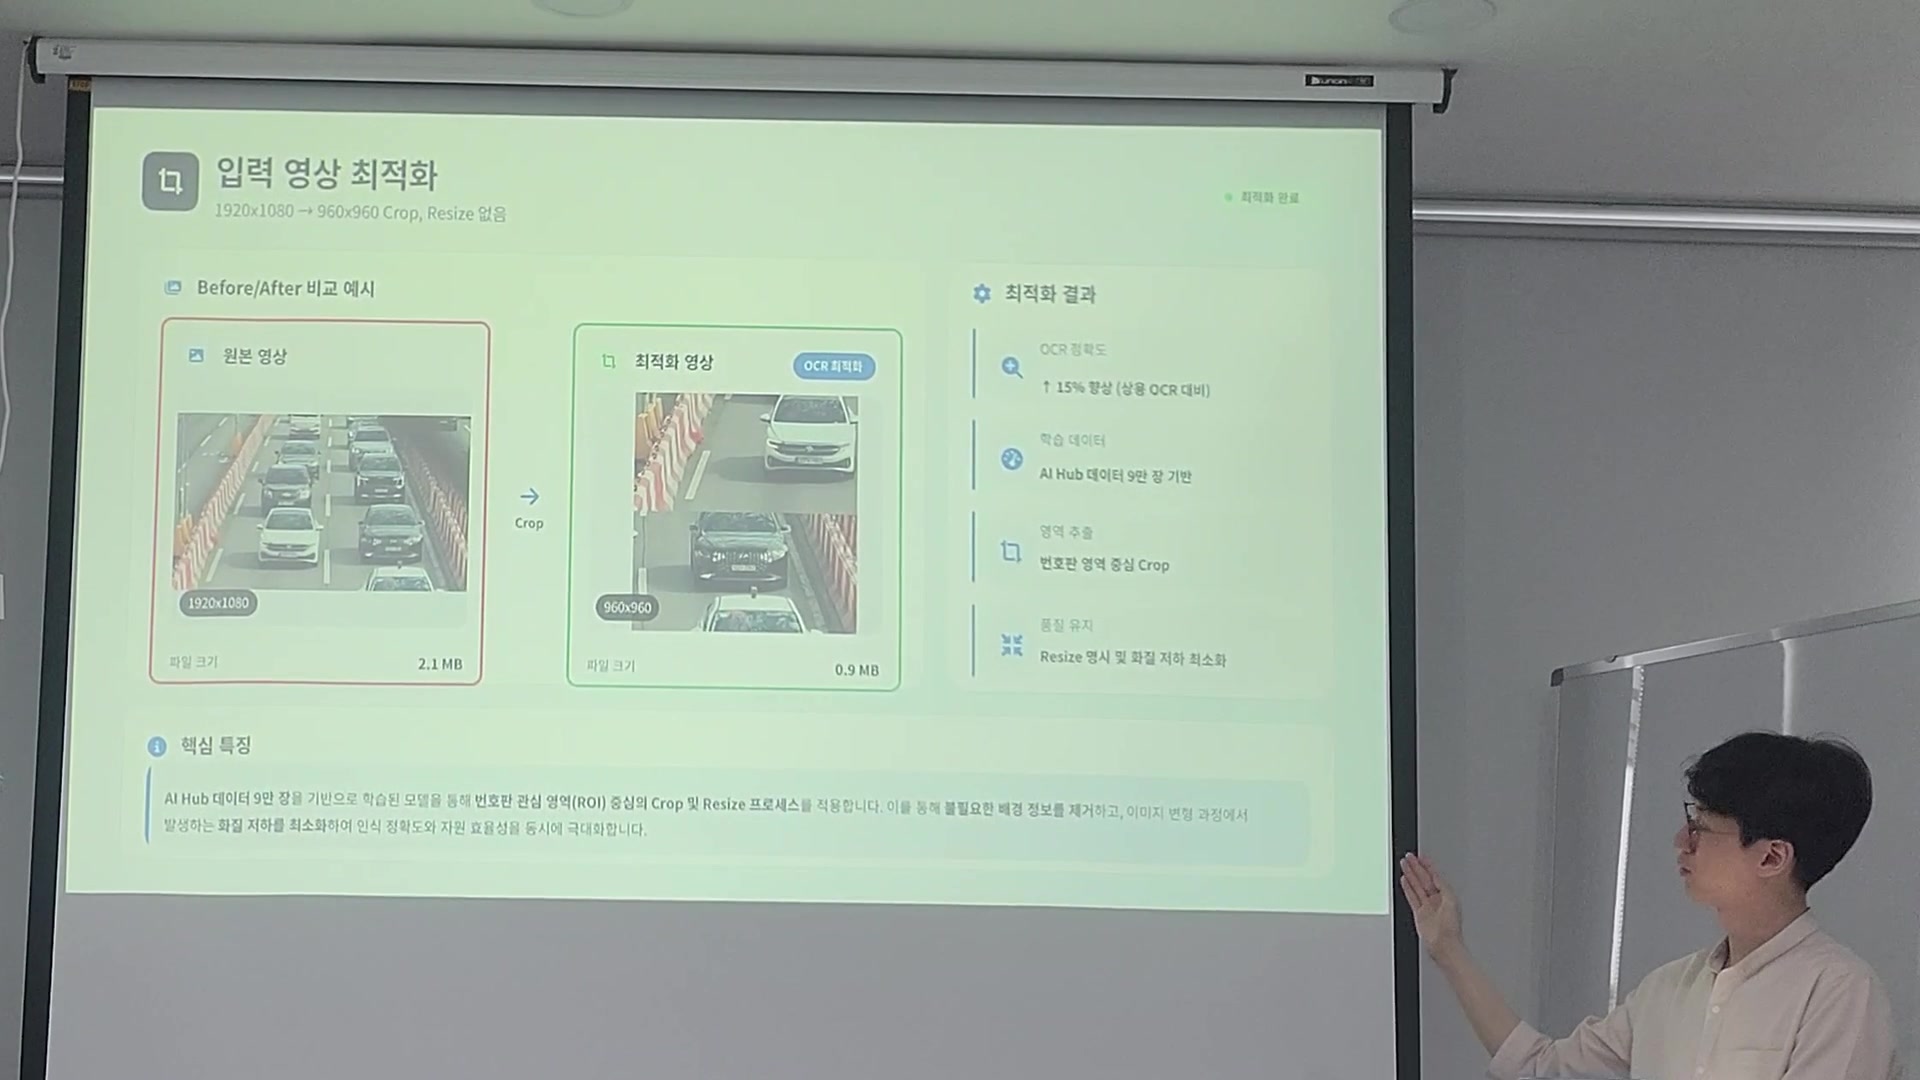 입력 영상 최적화
1920x1080 → 960x960 Crop, Resize 없음
최적화 완료
Before/After 비교 예시
원본 영상
1920x1080
파일 크기
2.1 MB
Crop
최적화 영상
OCR 최적화
960x960
파일 크기
0.9 MB
최적화 결과
OCR 정확도
↑ 15% 향상 (상용 OCR 대비)
학습 데이터
AI Hub 데이터 9만 장 기반
영역 추출
번호판 영역 중심 Crop
품질 유지
Resize 명시 및 화질 저하 최소화
핵심 특징
AI Hub 데이터 9만 장을 기반으로 학습된 모델을 통해 번호판 관심 영역(ROI) 중심의 Crop 및 Resize 프로세스를 적용합니다. 이를 통해 불필요한 배경 정보를 제거하고, 이미지 변형 과정에서
발생하는 화질 저하를 최소화하여 인식 정확도와 자원 효율성을 동시에 극대화합니다.